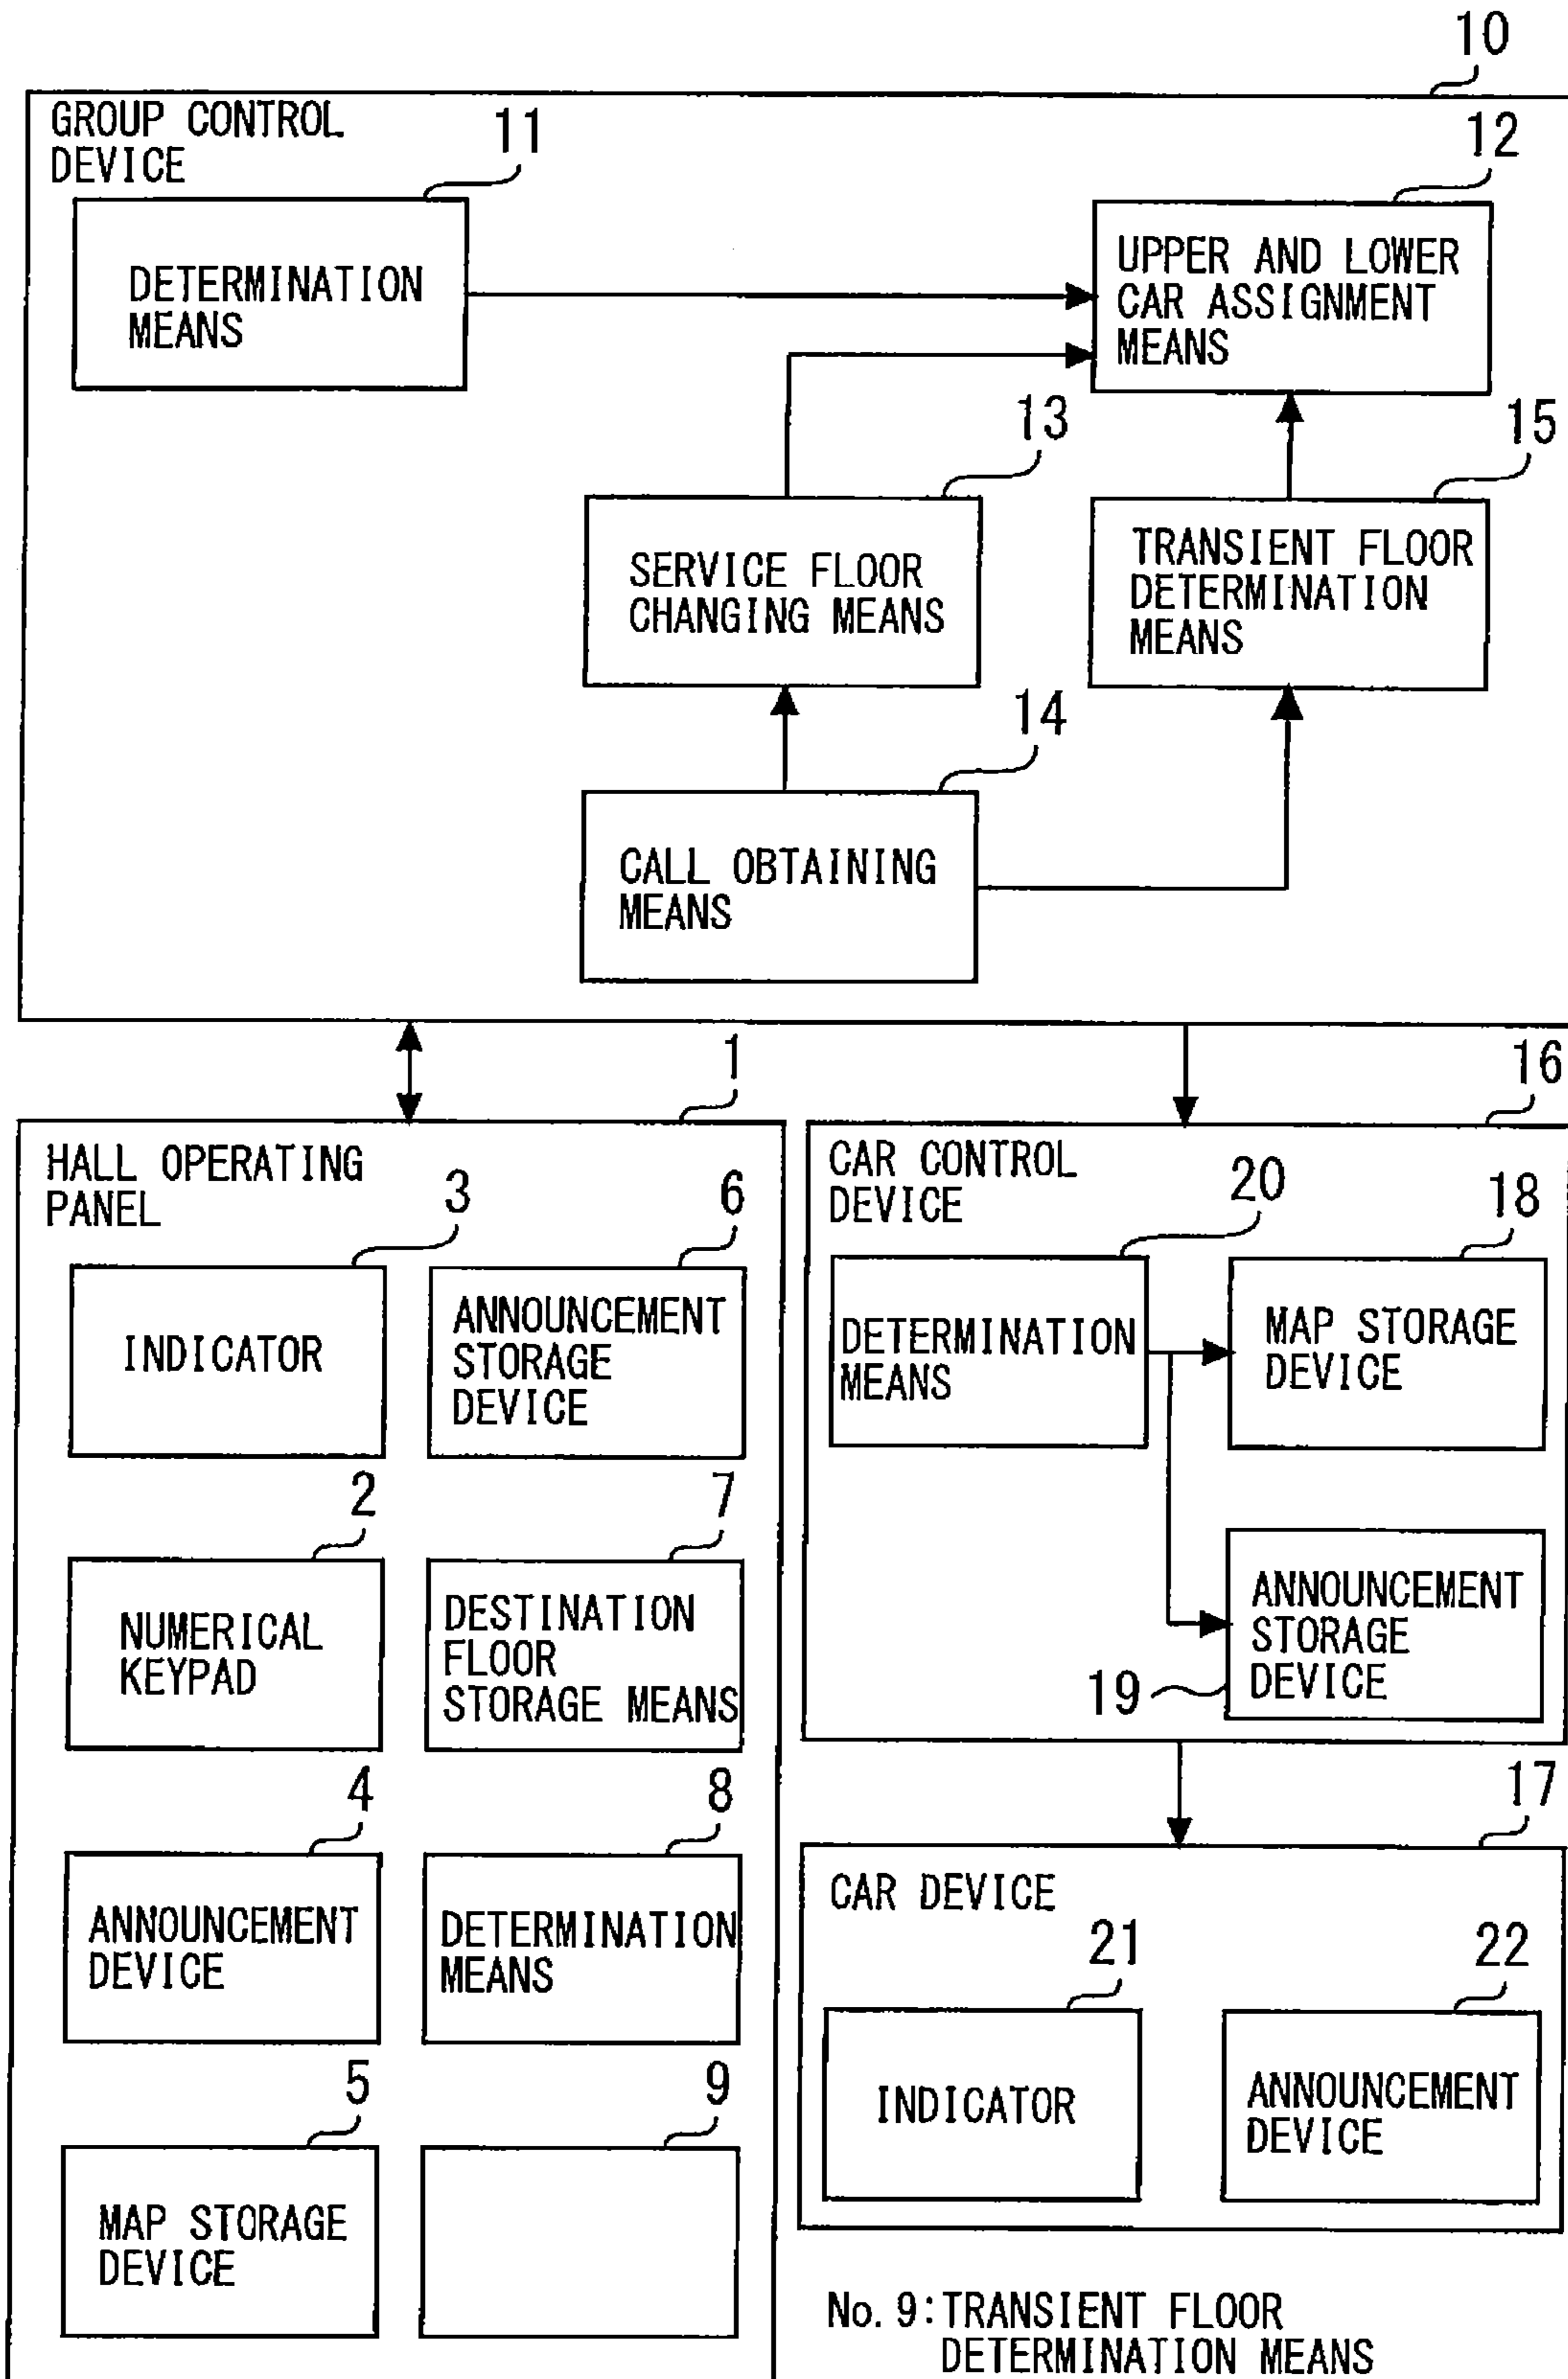 10
GROUP CONTROL
DEVICE
11
12
DETERMINATION
MEANS
UPPER AND LOWER
CAR ASSIGNMENT
MEANS
13
15
SERVICE FLOOR
CHANGING MEANS
TRANSIENT FLOOR
DETERMINATION
MEANS
14
CALL OBTAINING
MEANS
1
HALL OPERATING
PANEL
3
6
INDICATOR
ANNOUNCEMENT
STORAGE
DEVICE
2
7
NUMERICAL
KEYPAD
DESTINATION
FLOOR
STORAGE MEANS
4
8
ANNOUNCEMENT
DEVICE
DETERMINATION
MEANS
5
9
MAP STORAGE
DEVICE
16
CAR CONTROL
DEVICE
20
18
DETERMINATION
MEANS
MAP STORAGE
DEVICE
ANNOUNCEMENT
STORAGE
DEVICE
19
17
CAR DEVICE
21
22
INDICATOR
ANNOUNCEMENT
DEVICE
No. 9:TRANSIENT FLOOR
DETERMINATION MEANS